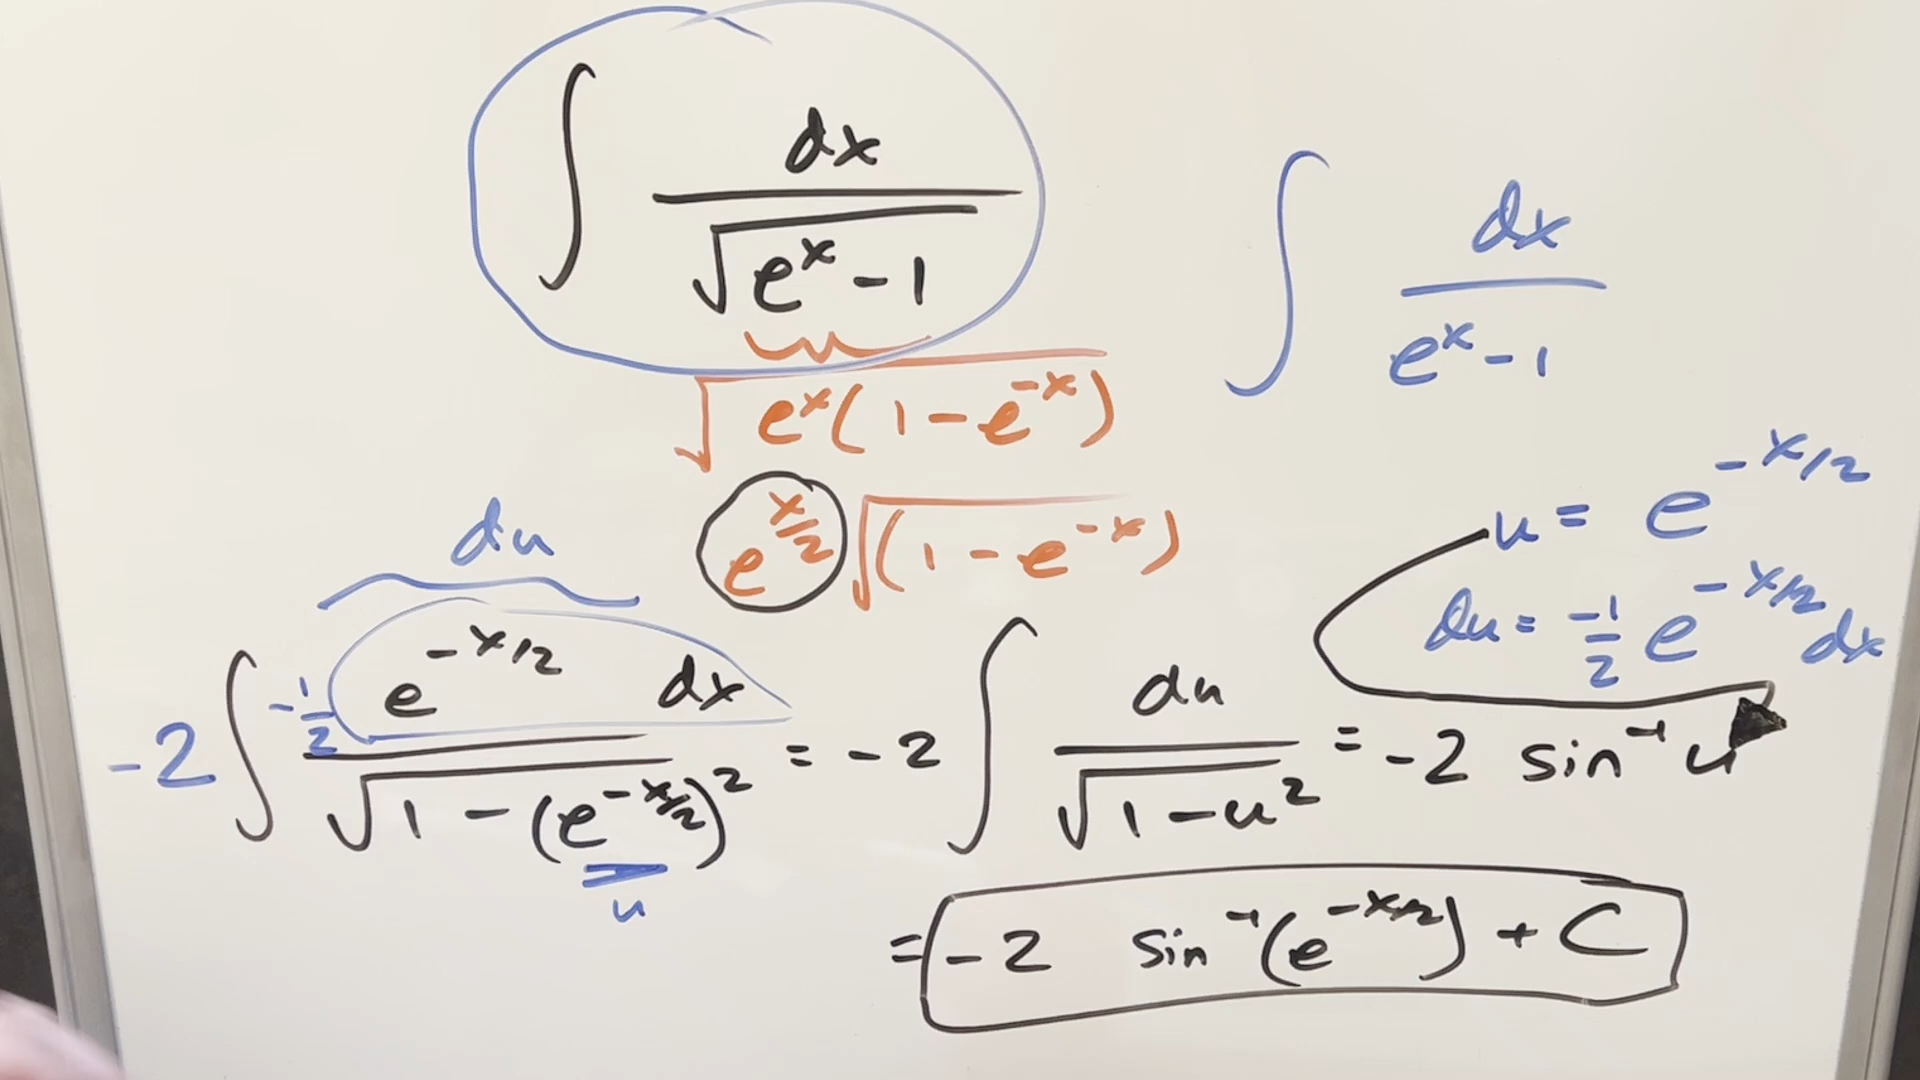 ∫ dx / √(e^x - 1)
∫ dx / (e^x - 1)
√(e^x (1 - e^-x))
e^(x/2) √((1 - e^-x))
u = e^(-x/2)
du = -1/2 e^(-x/2) dx
du
-2 ∫ -1/2 e^(-x/2) dx / √(1 - (e^(-x/2))^2) = -2 ∫ du / √(1 - u^2) = -2 sin^-1 u
u
= -2 sin^-1 (e^(-x/2)) + C